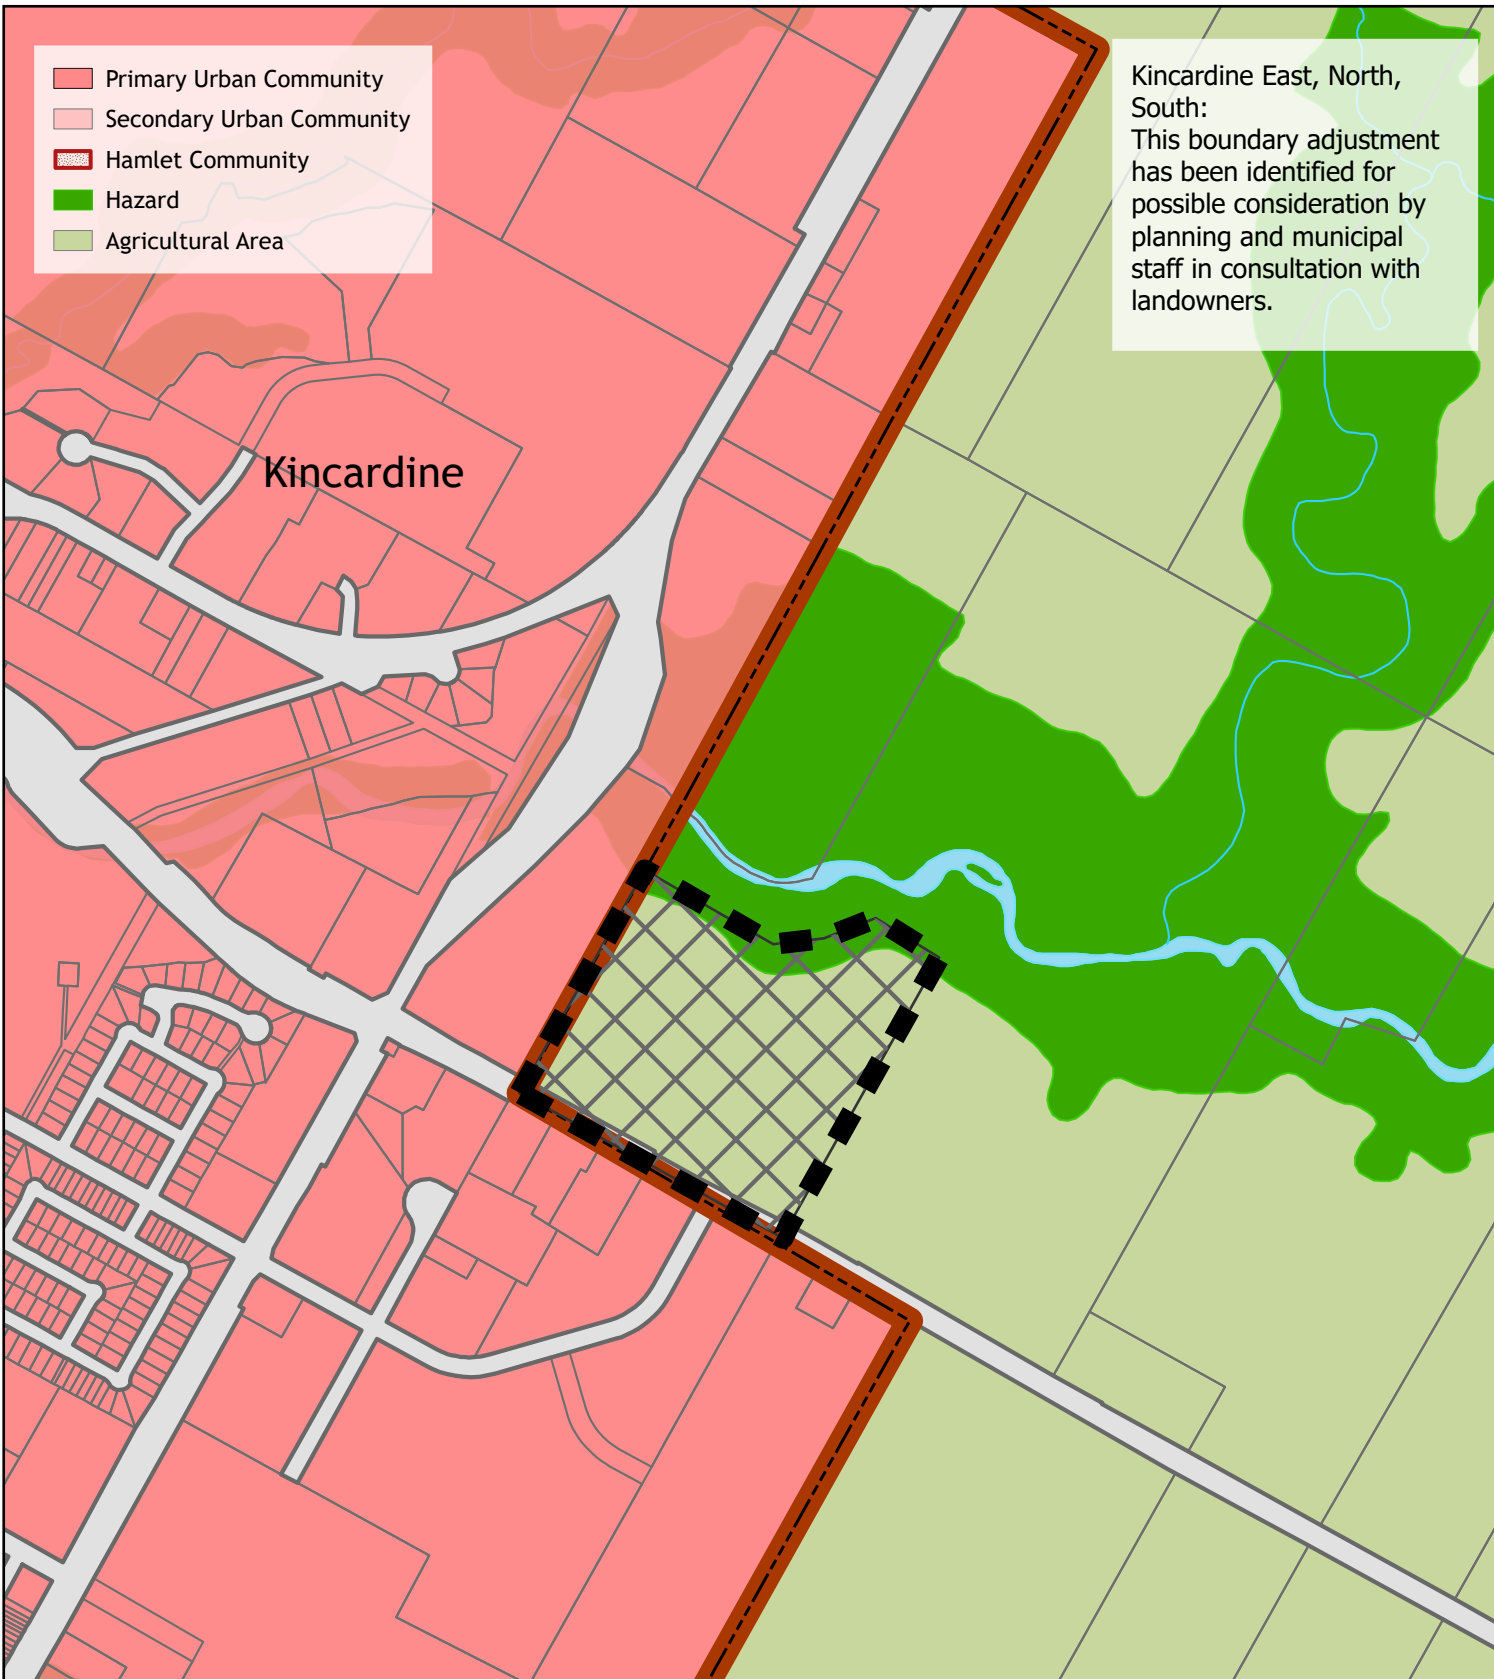 Primary Urban Community
Secondary Urban Community
Hamlet Community
Hazard
Agricultural Area
Kincardine East, North,
South:
This boundary adjustment
has been identified for
possible consideration by
planning and municipal
staff in consultation with
landowners.
Kincardine